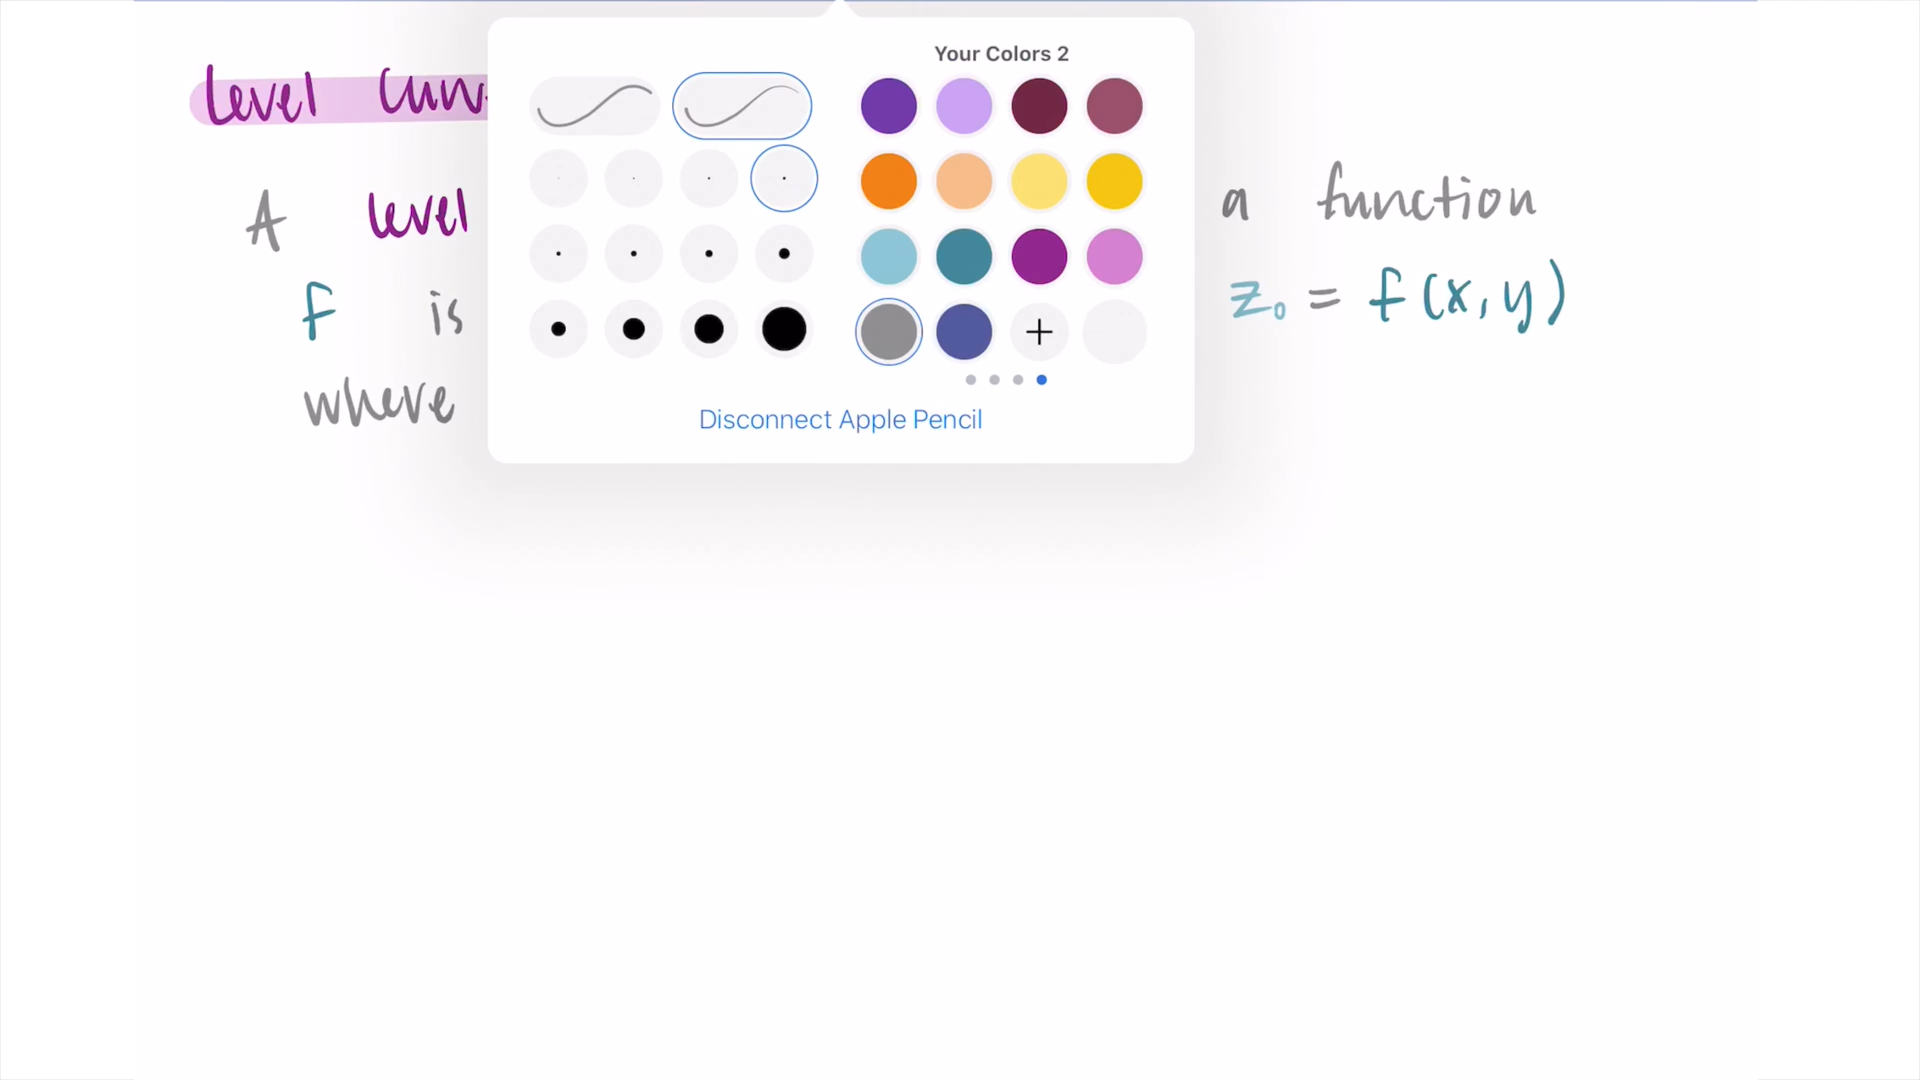 Your Colors 2
Level
A level a function
f is z₀ = f(x,y)
where
Disconnect Apple Pencil